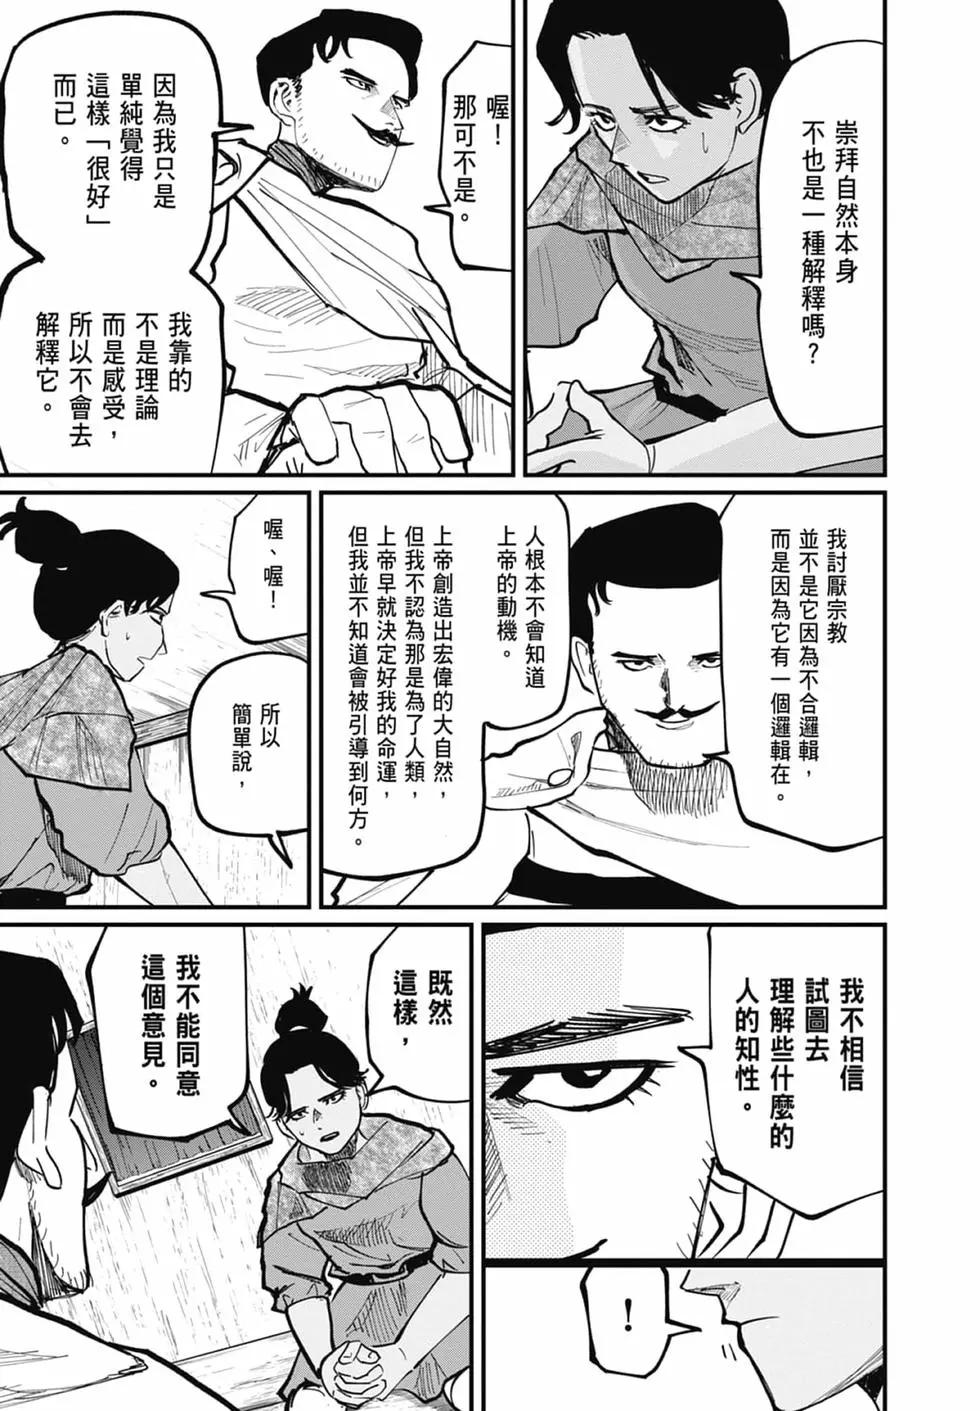 崇拜自然本身
不也是一種解釋嗎？
喔！
那可不是。
因為我只是
單純覺得
這樣「很好」
而已。
我靠的
不是理論
而是感受，
所以不會去
解釋它。
我討厭宗教
並不是它因為不合邏輯，
而是因為它有一個邏輯在。
人根本不會知道
上帝的動機。
上帝創造出宏偉的大自然，
但我不認為那是為了人類，
上帝早就決定好我的命運，
但我並不知道會被引導到何方。
喔、喔！
所以
簡單說，
我不相信
試圖去
理解些什麼的
人的知性。
！
既然
這樣，
我不能同意
這個意見。